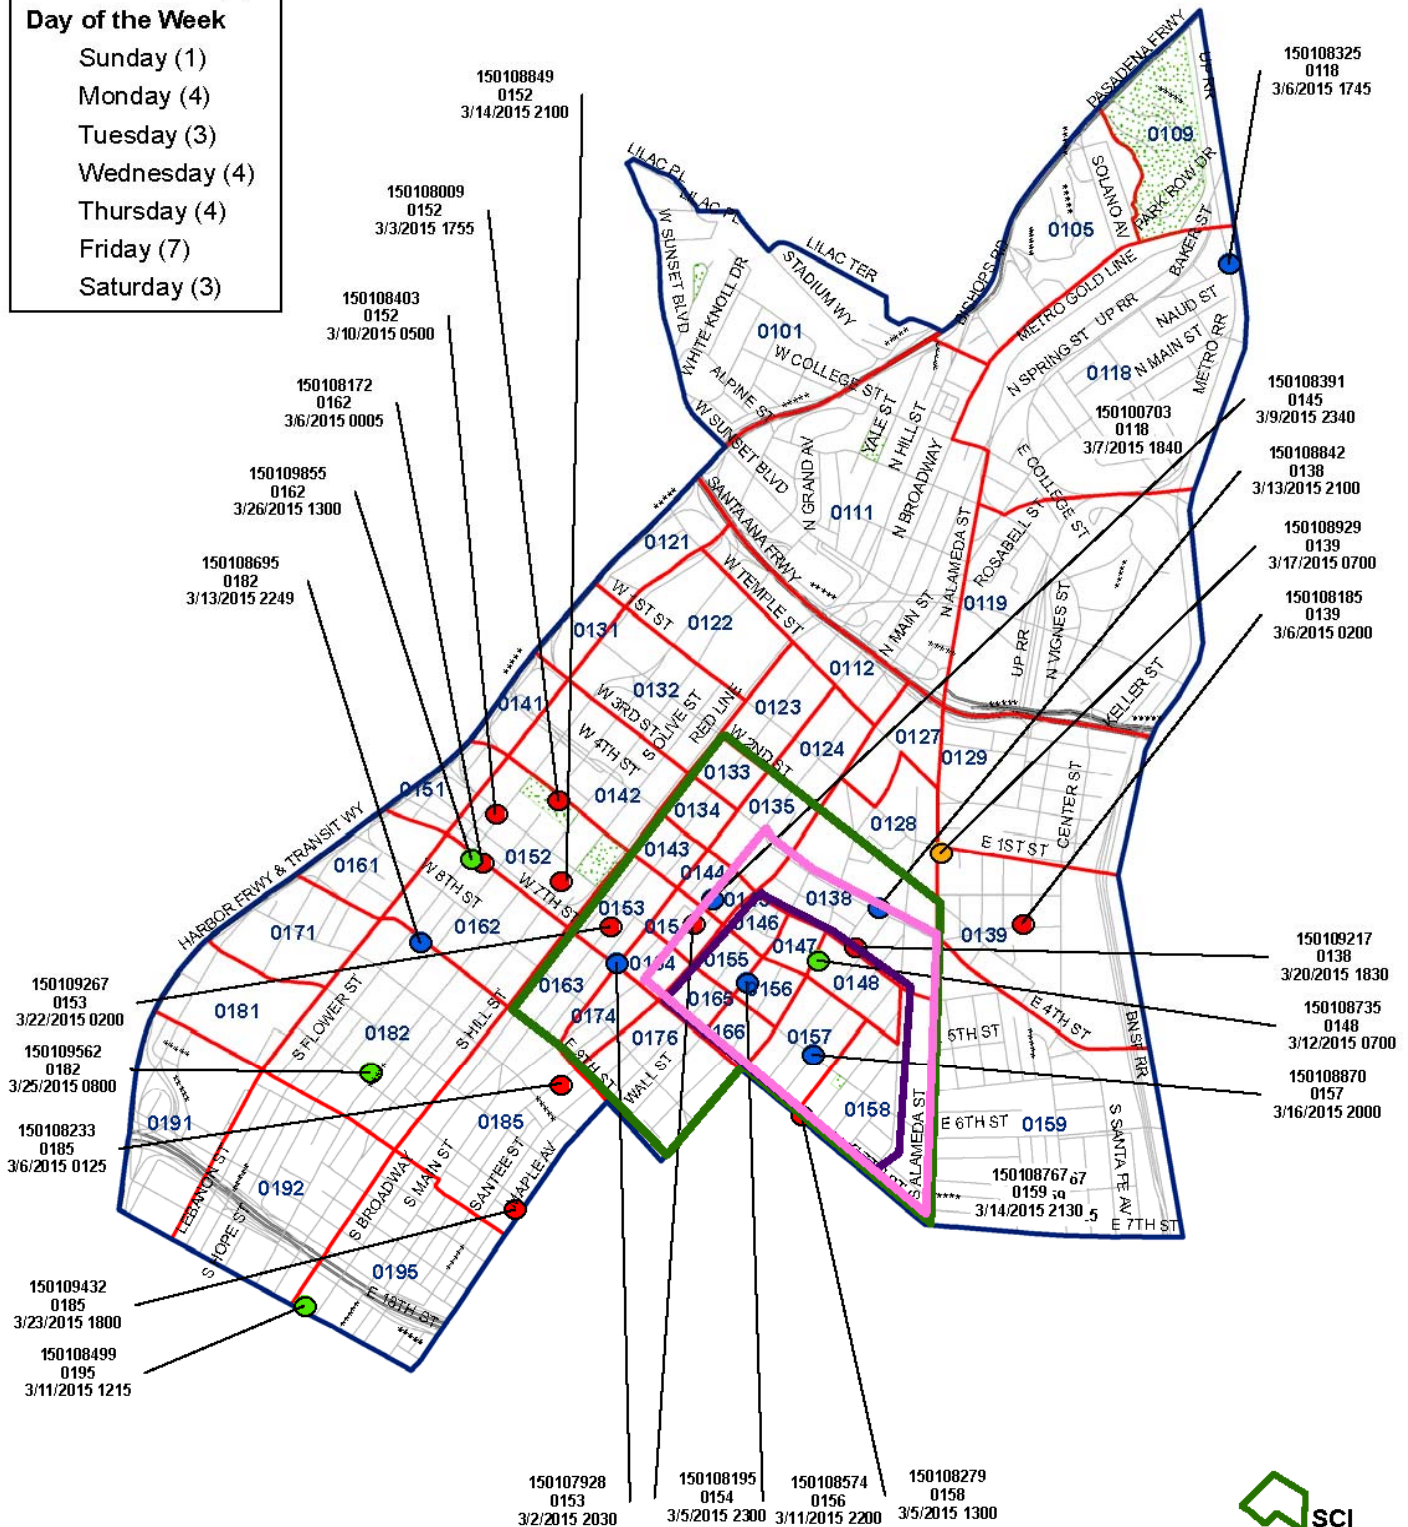 Day of the Week
Sunday (1)
Monday (4)
Tuesday (3)
Wednesday (4)
Thursday (4)
Friday (7)
Saturday (3)
150108849
0152
3/14/2015 2100
150108009
0152
3/3/2015 1755
150108403
0152
3/10/2015 0500
150108172
0162
3/6/2015 0005
150109855
0162
3/26/2015 1300
150108695
0182
3/13/2015 2249
150108325
0118
3/6/2015 1745
150108391
0145
3/9/2015 2340
150108842
0138
3/13/2015 2100
150108929
0139
3/17/2015 0700
150108185
0139
3/6/2015 0200
150100703
0118
3/7/2015 1840
PASADENA FRWY
UP RR
0109
SOLANO AV
PARK ROW DR
0105
BAKER ST
LILAC PL
LILAC PL
LILAC TER
W SUNSET BLVD
WHITE KNOLL DR
STADIUM WY
BISHOPS RD
METRO GOLD LINE
UP RR
NAUD ST
0101
W COLLEGE ST
ALPINE ST
N SPRING ST
0118
N MAIN ST
METRO RR
W SUNSET BLVD
YALE ST
N HILL ST
N GRAND AV
N BROADWAY
E COLLEGE ST
0111
SANTA ANA FRWY
N ALAMEDA ST
ROSABELL ST
0121
W TEMPLE ST
0119
W 1ST ST
0122
N MAIN ST
UP RR
N VIGNES ST
0131
0112
KELLER ST
0132
W 3RD ST
S OLIVE ST
RED LINE
0141
0123
W 4TH ST
W 2ND ST
0124
0127
0129
0133
CENTER ST
0151
0142
0134
0135
0128
HARBOR FRWY & TRANSIT WY
0161
0152
0143
E 1ST ST
W 8TH ST
W 7TH ST
0144
0138
0171
0162
0153
0146
0139
0147
0155
0148
0163
0165
0156
E 4TH ST
0181
S FLOWER ST
0174
0182
S HILL ST
0176
0157
5TH ST
BNSF RR
E 9TH ST
WALL ST
0158
0191
0185
S ALAMEDA ST
E 6TH ST
0159
S SANTA FE AV
0192
LEBANON ST
S BROADWAY
S MAIN ST
SANTEE ST
MAPLE AV
S HOPE ST
0195
E 18TH ST
E 7TH ST
150108767
0159
3/14/2015 2130
150109217
0138
3/20/2015 1830
150108735
0148
3/12/2015 0700
150108870
0157
3/16/2015 2000
150109267
0153
3/22/2015 0200
150109562
0182
3/25/2015 0800
150108233
0185
3/6/2015 0125
150109432
0185
3/23/2015 1800
150108499
0195
3/11/2015 1215
150107928
0153
3/2/2015 2030
150108195
0154
3/5/2015 2300
150108574
0156
3/11/2015 2200
150108279
0158
3/5/2015 1300
SCI